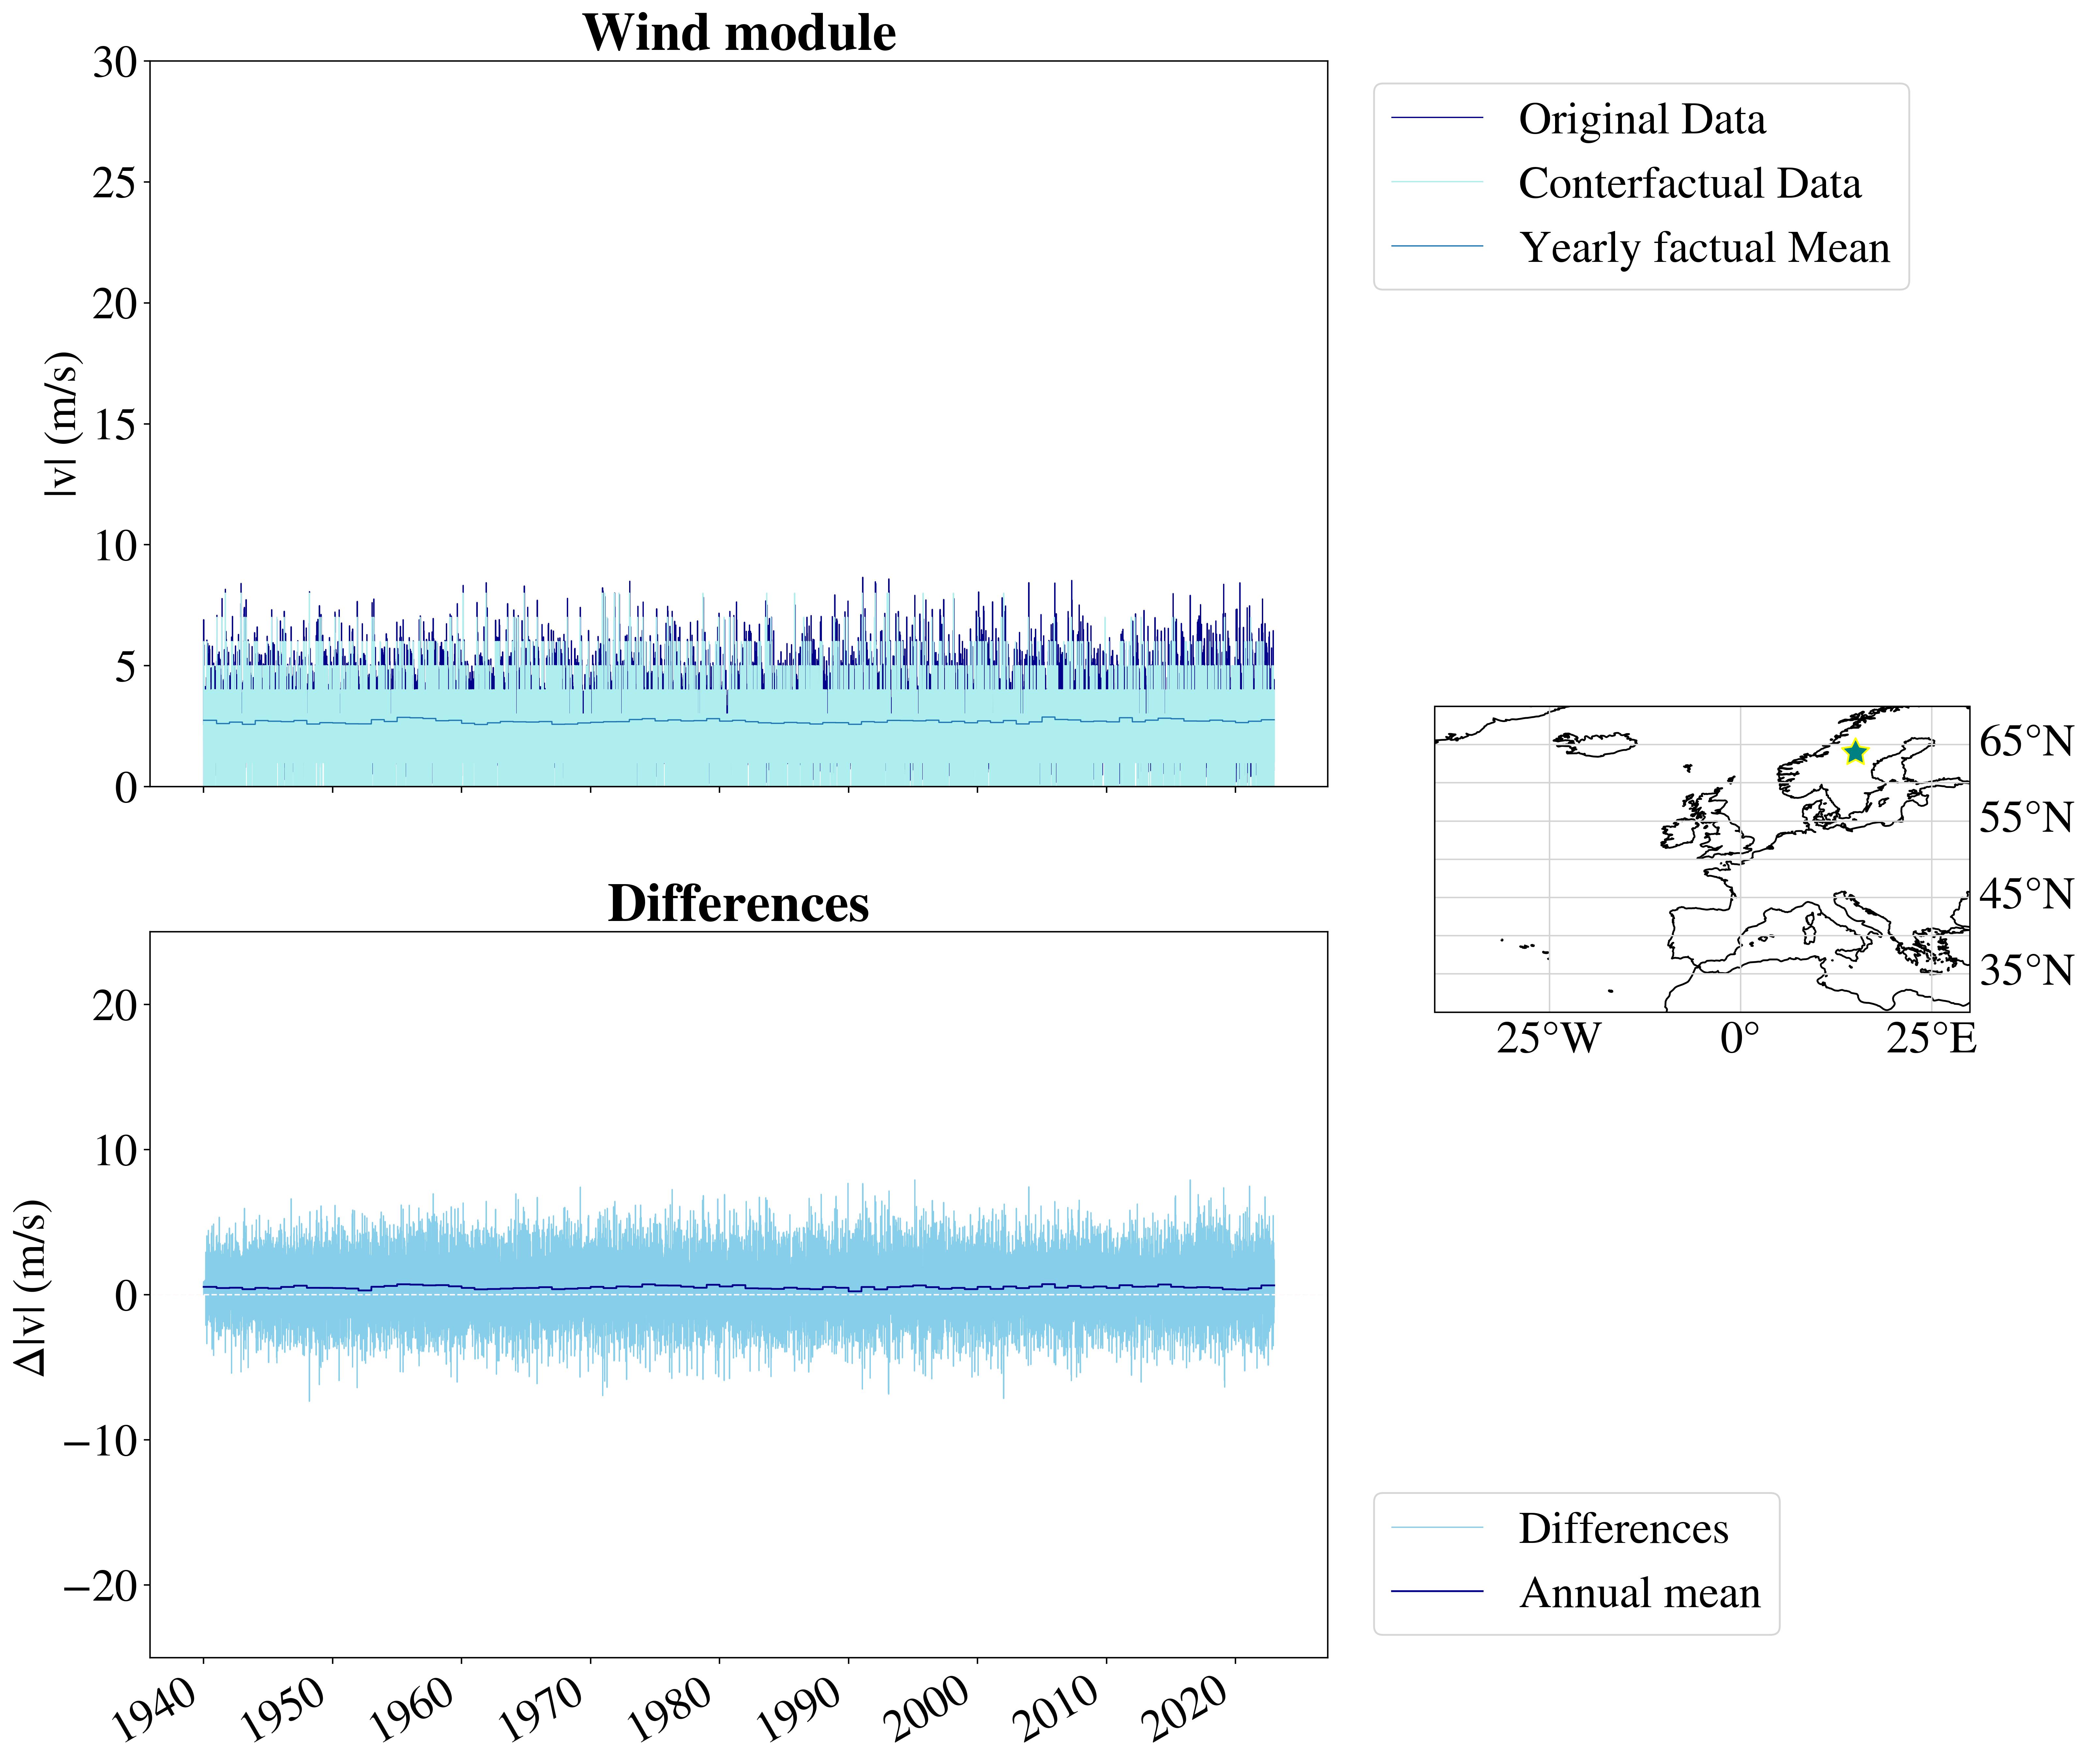 Wind module
30
25
20
15
10
5
0
|v| (m/s)
Original Data
Conterfactual Data
Yearly factual Mean
65°N
55°N
45°N
35°N
25°W 0° 25°E
Differences
20
10
0
−10
−20
Δ|v| (m/s)
1940 1950 1960 1970 1980 1990 2000 2010 2020
Differences
Annual mean